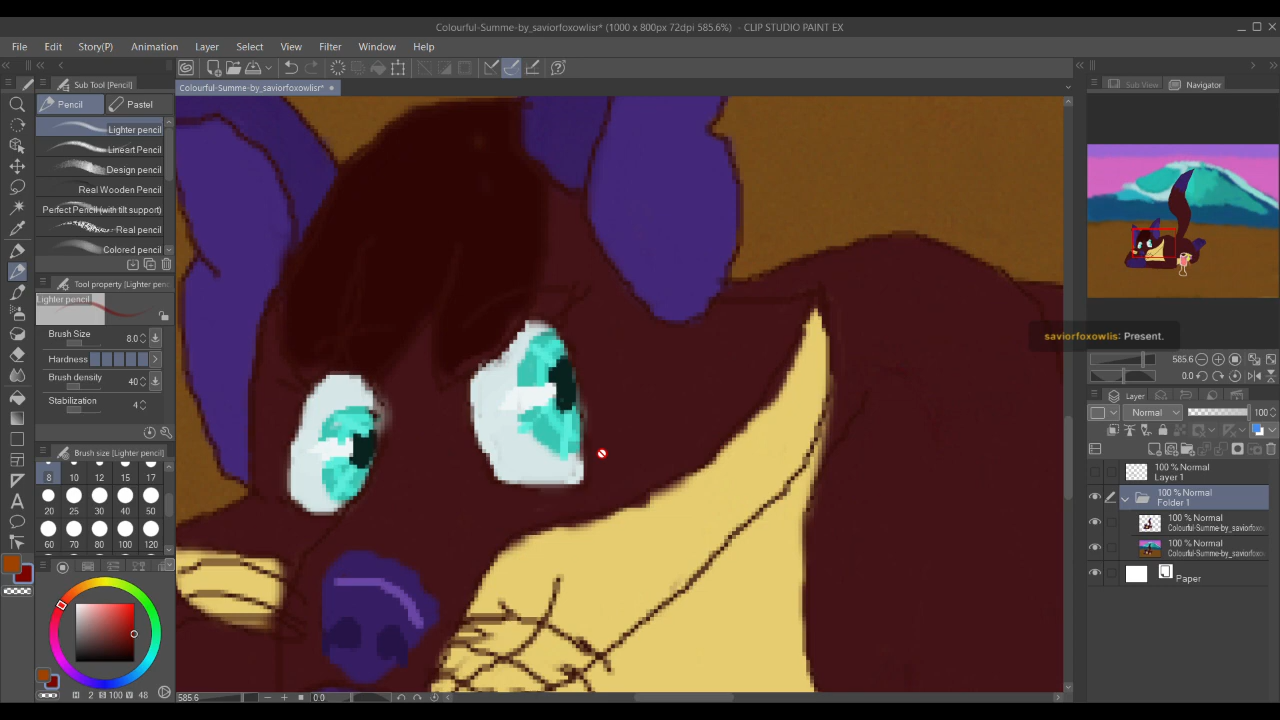 Colourful-Summe-by_saviorfoxowlisr* (1000 x 800px 72dpi 585.6%) - CLIP STUDIO PAINT EX
File Edit Story(P) Animation Layer Select View Filter Window Help
Sub Tool [Pencil]
Colourful-Summe-by_saviorfoxowlisr*
Sub View Navigator
Pencil Pastel
Lighter pencil
Lineart Pencil
Design pencil
Real Wooden Pencil
Perfect Pencil (with tilt support)
Real pencil
Colored pencil
Tool property [Lighter penc
Lighter pencil
Brush Size 8.0
Hardness
Brush density 40
Stabilization 4
Brush size [Lighter pencil]
8 10 12 15 17
20 25 30 40 50
60 70 80 100 120
2 S 100 V 48
585.6 0.0
saviorfoxowlis: Present.
585.6
0.0
Layer
Normal 100
100 % Normal
Layer 1
100 % Normal
Folder 1
100 % Normal
Colourful-Summe-by_saviorfoxo
100 % Normal
Colourful-Summe-by_saviorfoxo
Paper